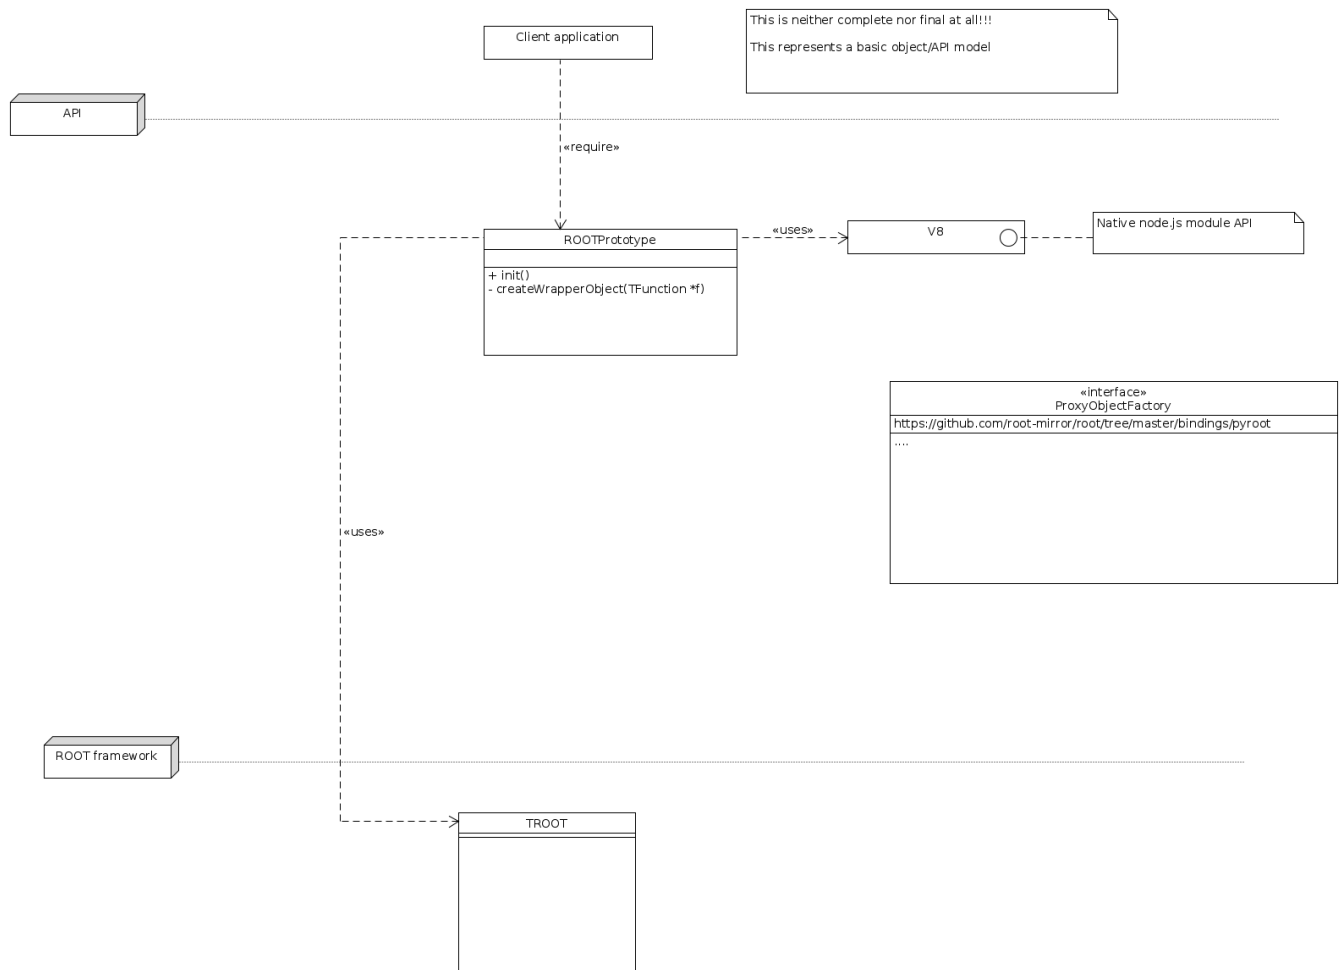 Client application
This is neither complete nor final at all!!!
This represents a basic object/API model
API
«require»
ROOTPrototype
+ init()
- createWrapperObject(TFunction *f)
«uses»
V8
Native node.js module API
«interface»
ProxyObjectFactory
https://github.com/root-mirror/root/tree/master/bindings/pyroot
....
«uses»
ROOT framework
TROOT